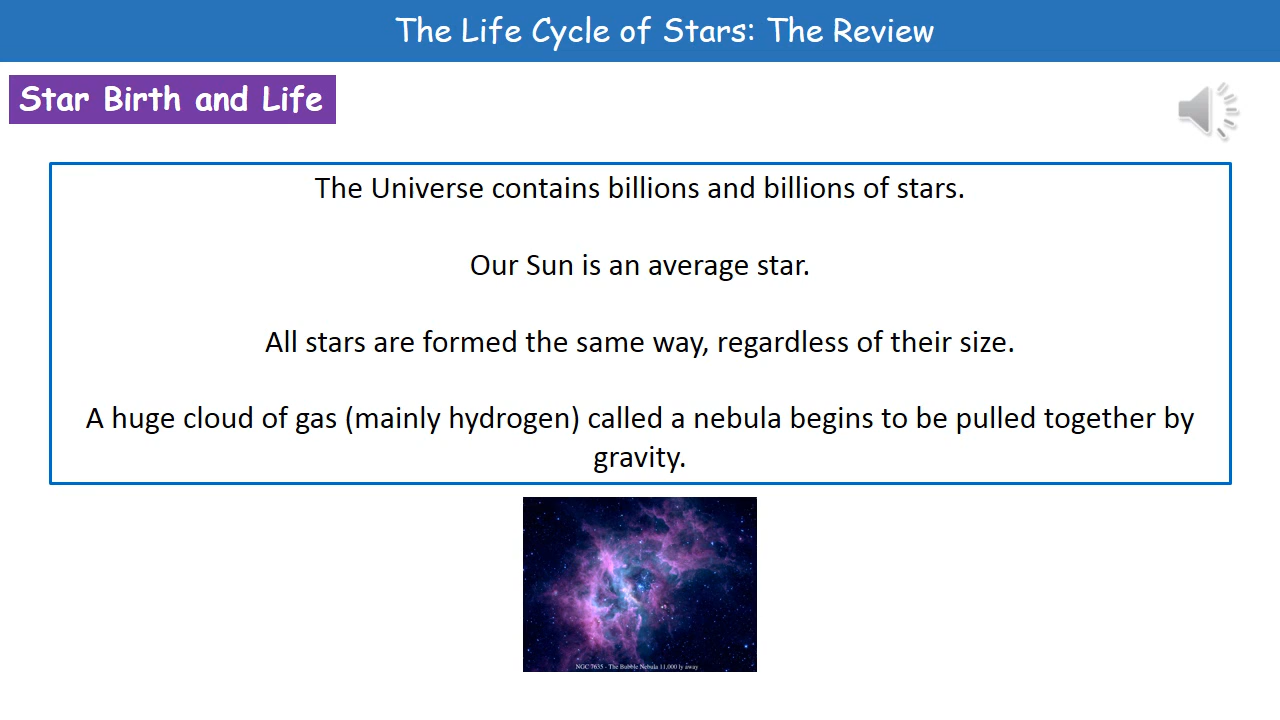 The Life Cycle of Stars: The Review
Star Birth and Life
The Universe contains billions and billions of stars.
Our Sun is an average star.
All stars are formed the same way, regardless of their size.
A huge cloud of gas (mainly hydrogen) called a nebula begins to be pulled together by
gravity.
NGC 7635 - The Bubble Nebula 11,000 ly away